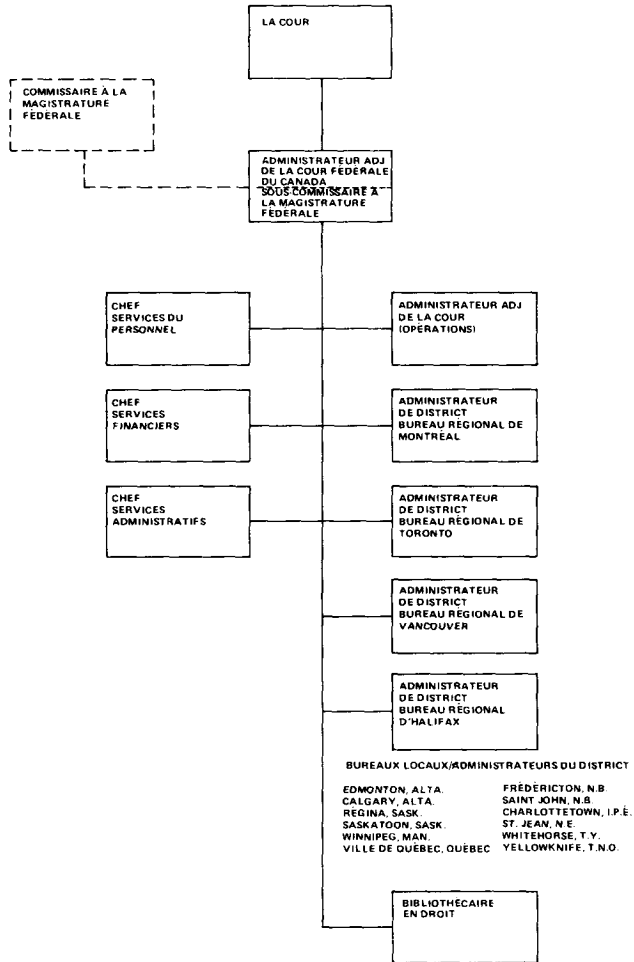 LA COUR
COMMISSAIRE À LA
MAGISTRATURE
FÉDÉRALE
ADMINISTRATEUR ADJ
DE LA COUR FÉDÉRALE
DU CANADA
SOUS-COMMISSAIRE À
LA MAGISTRATURE
FÉDÉRALE
CHEF
SERVICES DU
PERSONNEL
ADMINISTRATEUR ADJ
DE LA COUR
(OPÉRATIONS)
CHEF
SERVICES
FINANCIERS
ADMINISTRATEUR
DE DISTRICT
BUREAU RÉGIONAL DE
MONTRÉAL
CHEF
SERVICES
ADMINISTRATIFS
ADMINISTRATEUR
DE DISTRICT
BUREAU RÉGIONAL DE
TORONTO
ADMINISTRATEUR
DE DISTRICT
BUREAU RÉGIONAL DE
VANCOUVER
ADMINISTRATEUR
DE DISTRICT
BUREAU RÉGIONAL
D'HALIFAX
BUREAUX LOCAUX/ADMINISTRATEURS DU DISTRICT
EDMONTON, ALTA.
CALGARY, ALTA.
RÉGINA, SASK.
SASKATOON, SASK.
WINNIPEG, MAN.
VILLE DE QUÉBEC, QUÉBEC
FRÉDÉRICTON, N.B.
SAINT JOHN, N.B.
CHARLOTTETOWN, I.P.É.
ST. JEAN, N.E.
WHITEHORSE, T.Y.
YELLOWKNIFE, T.N.O.
BIBLIOTHÉCAIRE
EN DROIT